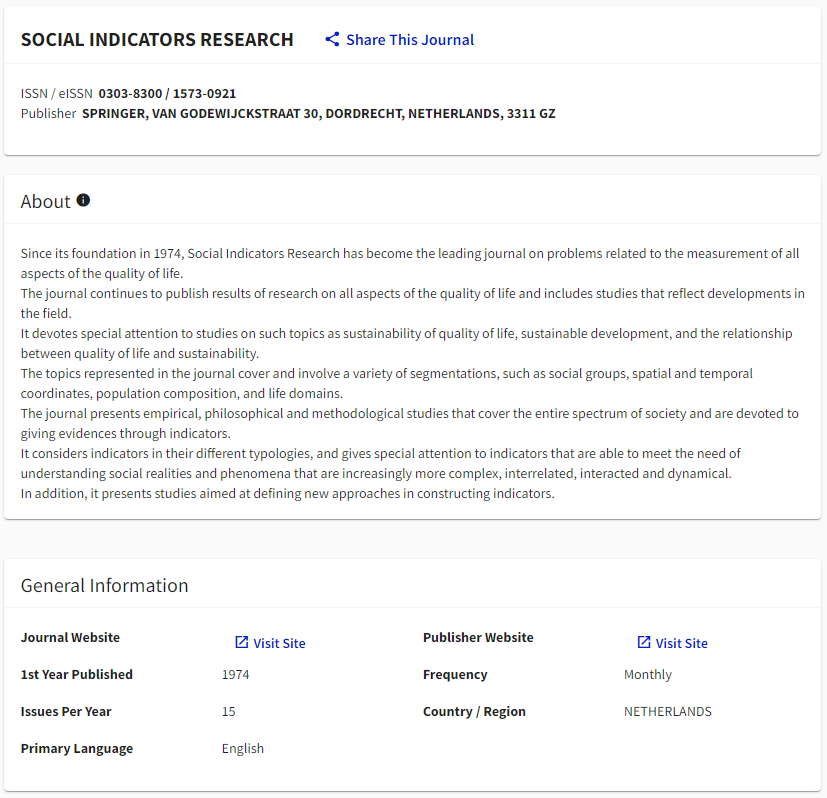 SOCIAL INDICATORS RESEARCH Share This Journal
ISSN / eISSN 0303-8300 / 1573-0921
Publisher SPRINGER, VAN GODEWIJCKSTRAAT 30, DORDRECHT, NETHERLANDS, 3311 GZ
About
Since its foundation in 1974, Social Indicators Research has become the leading journal on problems related to the measurement of all
aspects of the quality of life.
The journal continues to publish results of research on all aspects of the quality of life and includes studies that reflect developments in
the field.
It devotes special attention to studies on such topics as sustainability of quality of life, sustainable development, and the relationship
between quality of life and sustainability.
The topics represented in the journal cover and involve a variety of segmentations, such as social groups, spatial and temporal
coordinates, population composition, and life domains.
The journal presents empirical, philosophical and methodological studies that cover the entire spectrum of society and are devoted to
giving evidences through indicators.
It considers indicators in their different typologies, and gives special attention to indicators that are able to meet the need of
understanding social realities and phenomena that are increasingly more complex, interrelated, interacted and dynamical.
In addition, it presents studies aimed at defining new approaches in constructing indicators.
General Information
Journal Website Visit Site Publisher Website Visit Site
1st Year Published 1974 Frequency Monthly
Issues Per Year 15 Country / Region NETHERLANDS
Primary Language English